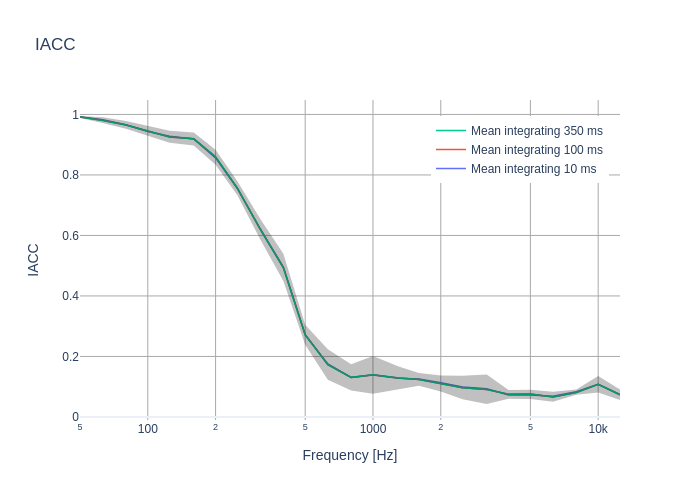 IACC
Mean integrating 350 ms
Mean integrating 100 ms
Mean integrating 10 ms
1
0.8
0.6
0.4
0.2
0
IACC
5 100 2 5 1000 2 5 10k
Frequency [Hz]